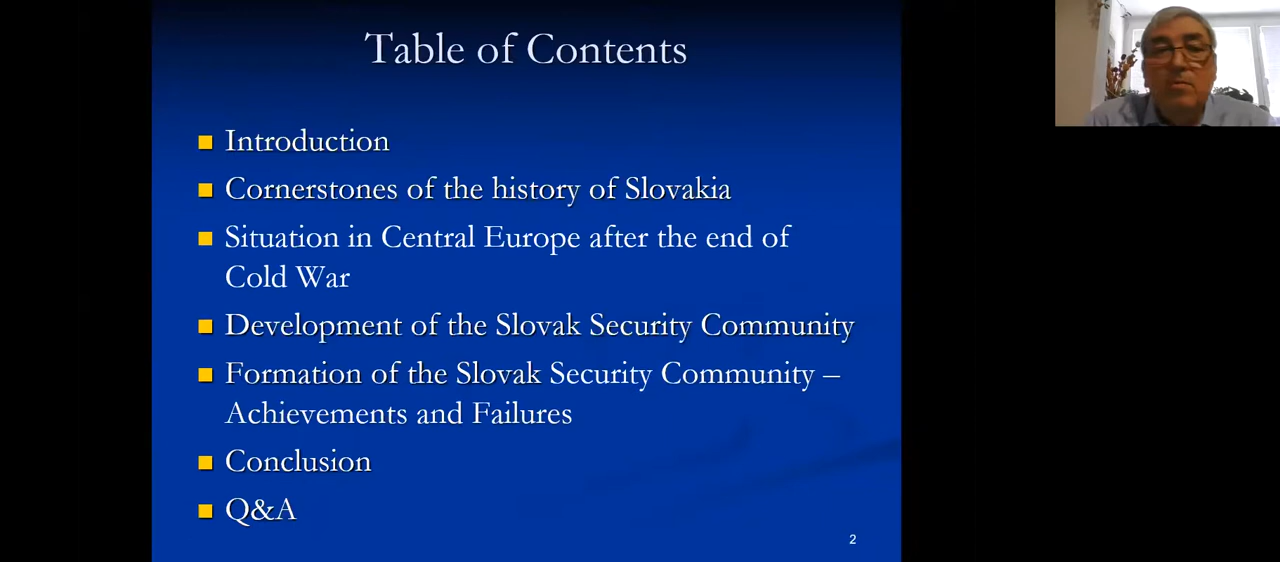 Table of Contents
Introduction
Cornerstones of the history of Slovakia
Situation in Central Europe after the end of
Cold War
Development of the Slovak Security Community
Formation of the Slovak Security Community –
Achievements and Failures
Conclusion
Q&A
2